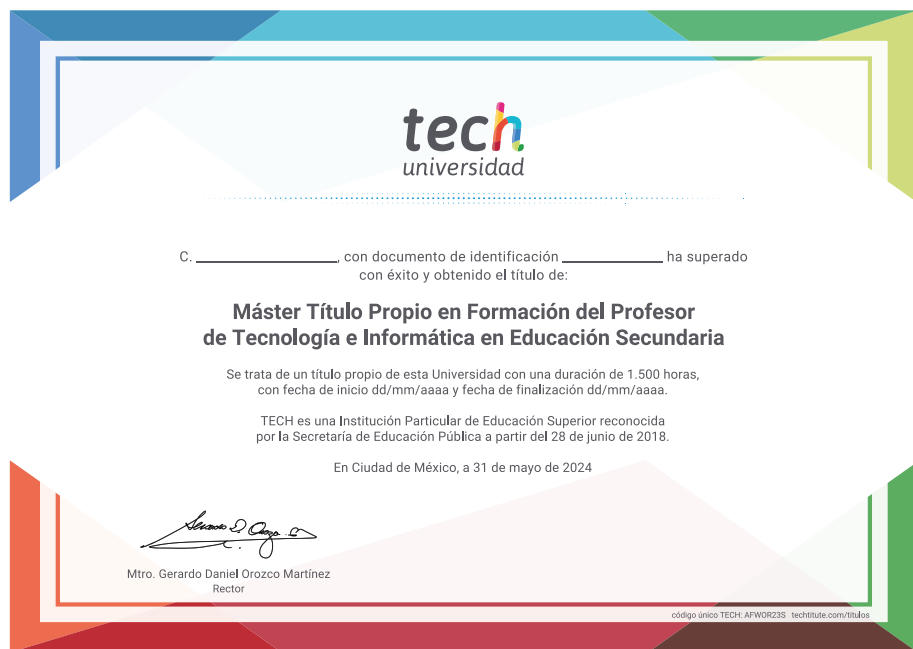 tech
universidad
C. ____________________, con documento de identificación ______________ ha superado
con éxito y obtenido el título de:
Máster Título Propio en Formación del Profesor
de Tecnología e Informática en Educación Secundaria
Se trata de un título propio de esta Universidad con una duración de 1.500 horas,
con fecha de inicio dd/mm/aaaa y fecha de finalización dd/mm/aaaa.
TECH es una Institución Particular de Educación Superior reconocida
por la Secretaría de Educación Pública a partir del 28 de junio de 2018.
En Ciudad de México, a 31 de mayo de 2024
Mtro. Gerardo Daniel Orozco Martínez
Rector
código único TECH: AFWOR23S techtitute.com/titulos